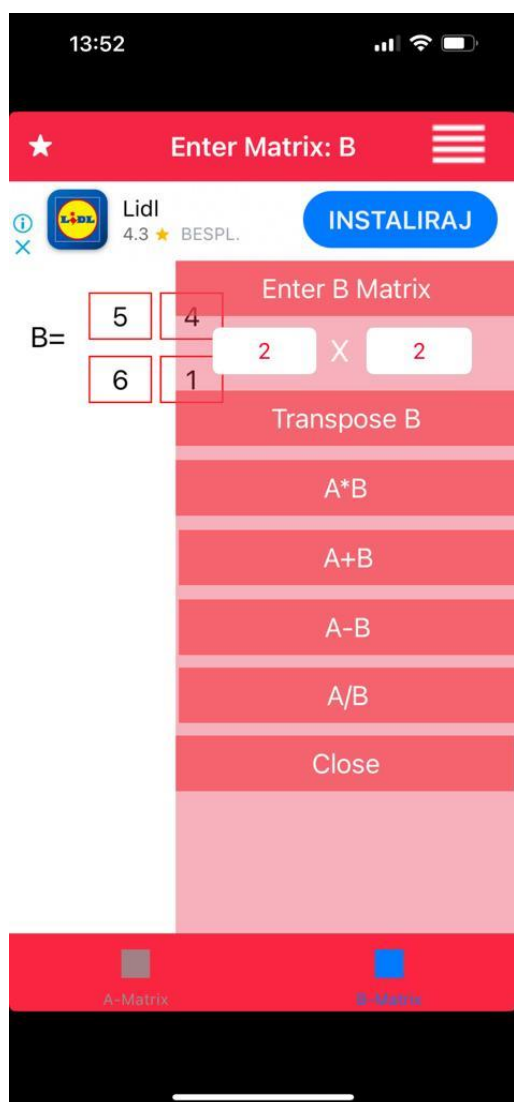 13:52
Enter Matrix: B
Lidl
LIDL
4.3 ★ BESPL.
INSTALIRAJ
Enter B Matrix
B=
5 4
2 X 2
6 1
Transpose B
A*B
A+B
A-B
A/B
Close
A-Matrix
B-Matrix